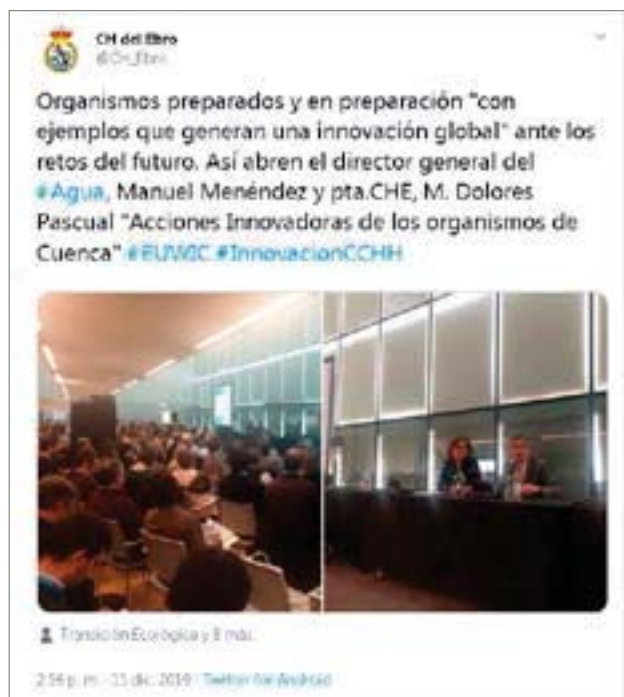 CH del Ebro
@CH_Ebro
Organismos preparados y en preparación "con
ejemplos que generan una innovación global" ante los
retos del futuro. Así abren el director general del
#Agua, Manuel Menéndez y pta.CHE, M. Dolores
Pascual "Acciones Innovadoras de los organismos de
Cuenca" #EUWIC #InnovacionCCHH
Transición Ecológica y 8 más
2:56 p. m. · dic. 2019 · Twitter for Android